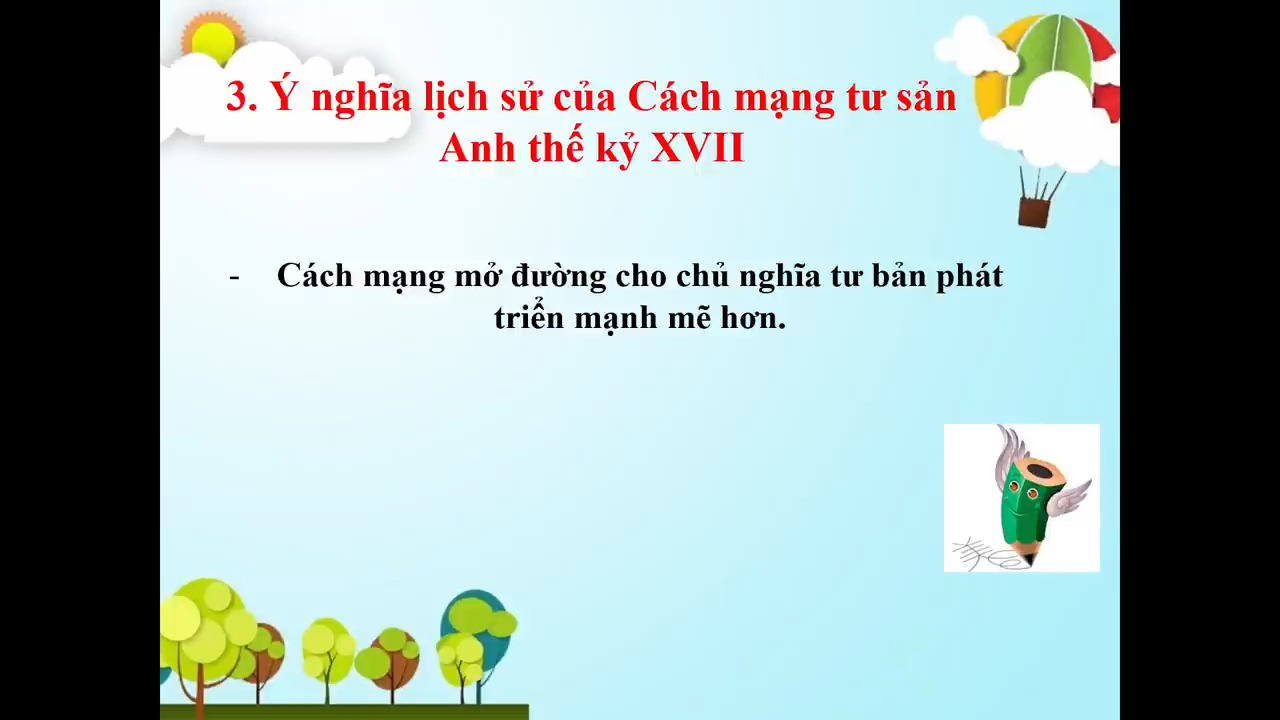 3. Ý nghĩa lịch sử của Cách mạng tư sản
Anh thế kỷ XVII
- Cách mạng mở đường cho chủ nghĩa tư bản phát
triển mạnh mẽ hơn.